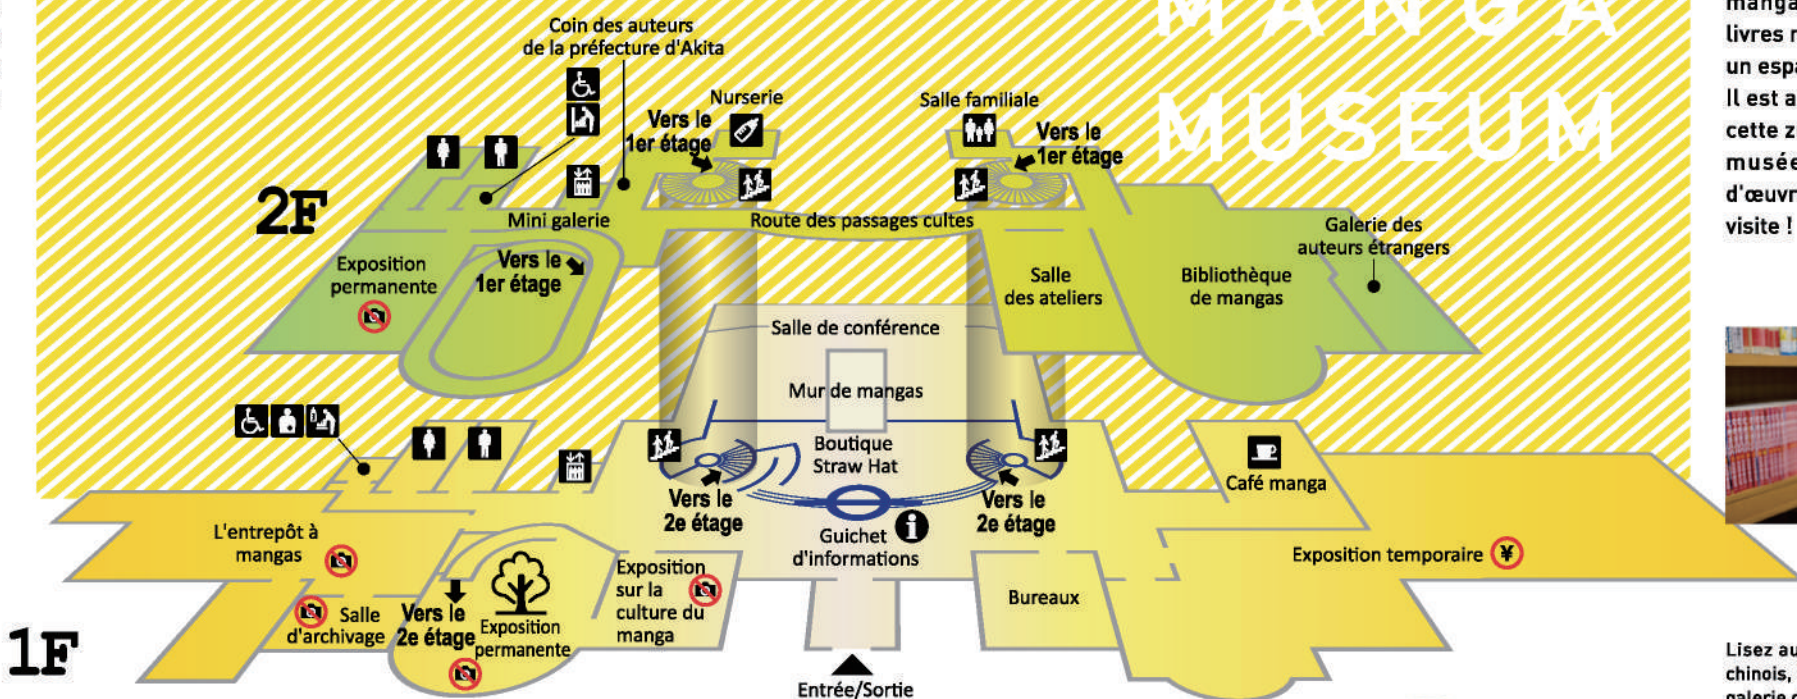 MANGA
MUSEUM
Coin des auteurs
de la préfecture d'Akita
Nurserie
Vers le
1er étage
Salle familiale
Vers le
1er étage
2F
Mini galerie
Route des passages cultes
Galerie des
auteurs étrangers
Exposition
permanente
Vers le
1er étage
Salle
des ateliers
Bibliothèque
de mangas
Salle de conférence
Mur de mangas
Boutique
Straw Hat
Vers le
2e étage
Vers le
2e étage
Café manga
L'entrepôt à
mangas
Guichet
d'informations
i
Exposition temporaire ¥
Exposition
sur la
culture du
manga
Bureaux
Salle
d'archivage
Vers le
2e étage
Exposition
permanente
1F
Entrée/Sortie
manga
livres
un
Il est
cette
musée
d'œuvr
visite !
Lisez au
chinois,